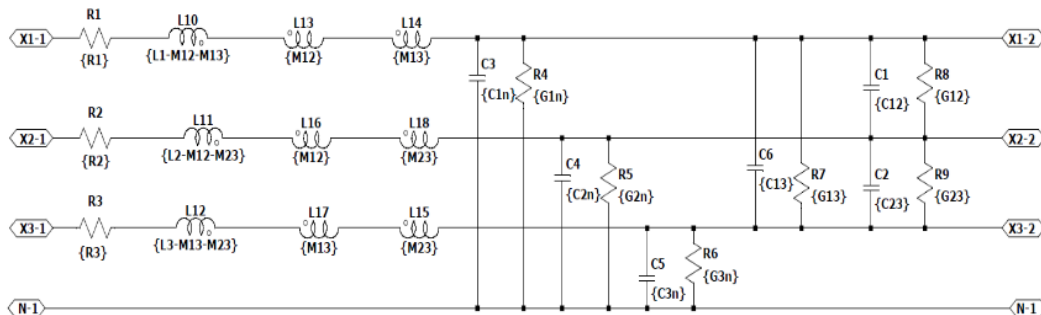 R1 L10 L13 L14
X1-1 X1-2
{R1} {L1-M12-M13} {M12} {M13}
C3 R4 C1 R8
{C1n} {G1n} {C12} {G12}
R2 L11 L16 L18
X2-1 X2-2
{R2} {L2-M12-M23} {M12} {M23}
C4 R5 C6 R7 C2 R9
{C2n} {G2n} {C13} {G13} {C23} {G23}
R3 L12 L17 L15
X3-1 X3-2
{R3} {L3-M13-M23} {M13} {M23}
C5 R6
{C3n} {G3n}
N-1 N-1